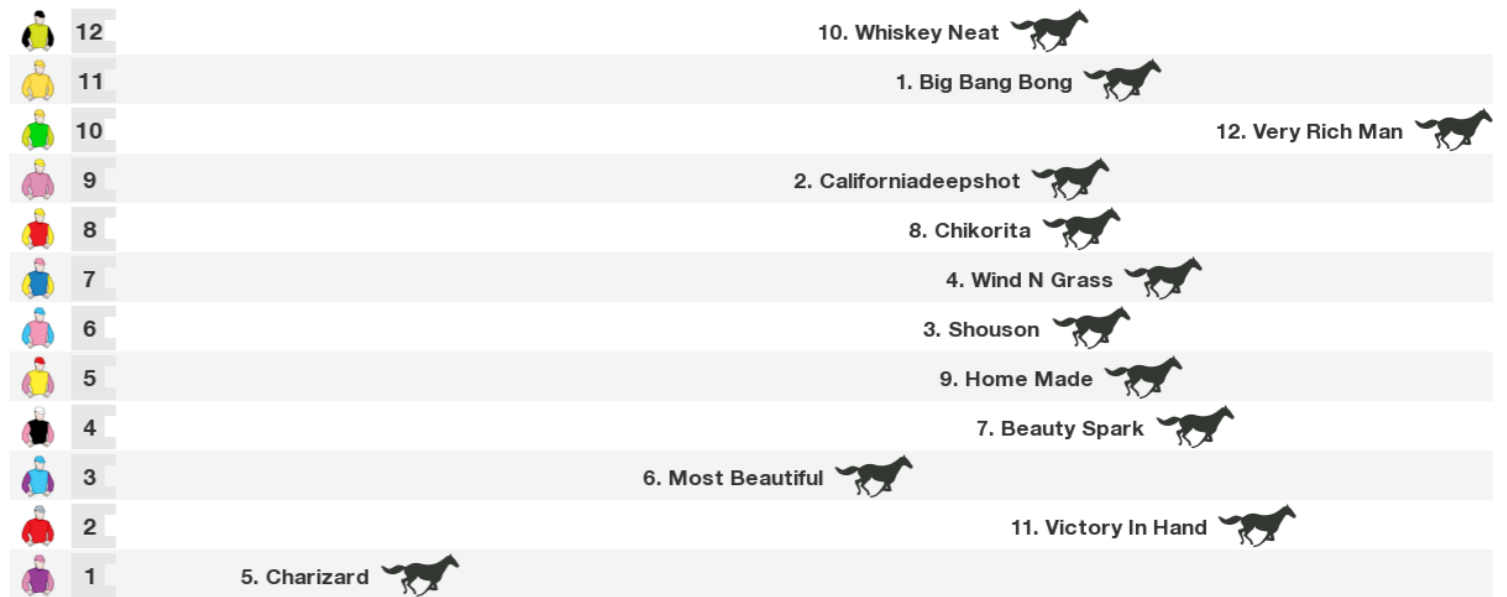 12 10. Whiskey Neat
11 1. Big Bang Bong
10 12. Very Rich Man
9 2. Californiadeepshot
8 8. Chikorita
7 4. Wind N Grass
6 3. Shouson
5 9. Home Made
4 7. Beauty Spark
3 6. Most Beautiful
2 11. Victory In Hand
1 5. Charizard